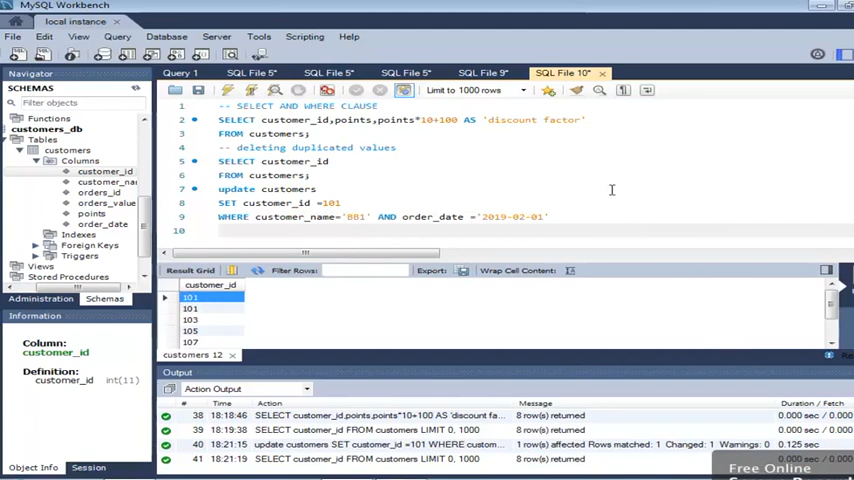 MySQL Workbench
local instance
File Edit View Query Database Server Tools Scripting Help
Navigator
SCHEMAS
Filter objects
Functions
customers_db
Tables
customers
Columns
customer_id
customer_na
orders_id
orders_value
points
order_date
Indexes
Foreign Keys
Triggers
Views
Stored Procedures
Administration Schemas
Information
Column:
customer_id
Definition:
customer_id int(11)
Object Info Session
Query 1 SQL File 5* SQL File 5* SQL File 5* SQL File 9* SQL File 10*
Limit to 1000 rows
1 -- SELECT AND WHERE CLAUSE
2 SELECT customer_id,points,points*10+100 AS 'discount factor'
3 FROM customers;
4 -- deleting duplicated values
5 SELECT customer_id
6 FROM customers;
7 update customers
8 SET customer_id =101
9 WHERE customer_name='BB1' AND order_date ='2019-02-01'
10
Result Grid Filter Rows: Export: Wrap Cell Content:
customer_id
101
101
103
105
107
customers 12
Output
Action Output
Time Action Message Duration / Fetch
38 18:18:46 SELECT customer_id,points,points*10+100 AS 'discount fa... 8 row(s) returned 0.000 sec / 0.000
39 18:19:38 SELECT customer_id FROM customers LIMIT 0, 1000 8 row(s) returned 0.000 sec / 0.000
40 18:21:15 update customers SET customer_id =101 WHERE custom... 1 row(s) affected Rows matched: 1 Changed: 1 Warnings: 0 0.125 sec
41 18:21:19 SELECT customer_id FROM customers LIMIT 0, 1000 8 row(s) returned 0.000 sec / 0.000
Free Online